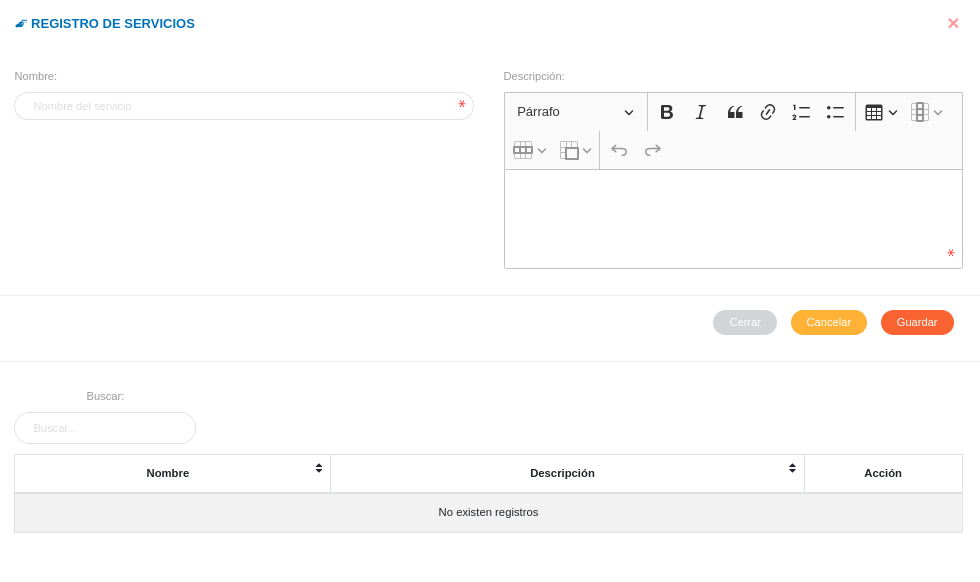 REGISTRO DE SERVICIOS
Nombre:
Nombre del servicio
*
Descripción:
Párrafo
*
Cerrar
Cancelar
Guardar
Buscar:
Buscar...
Nombre
Descripción
Acción
No existen registros